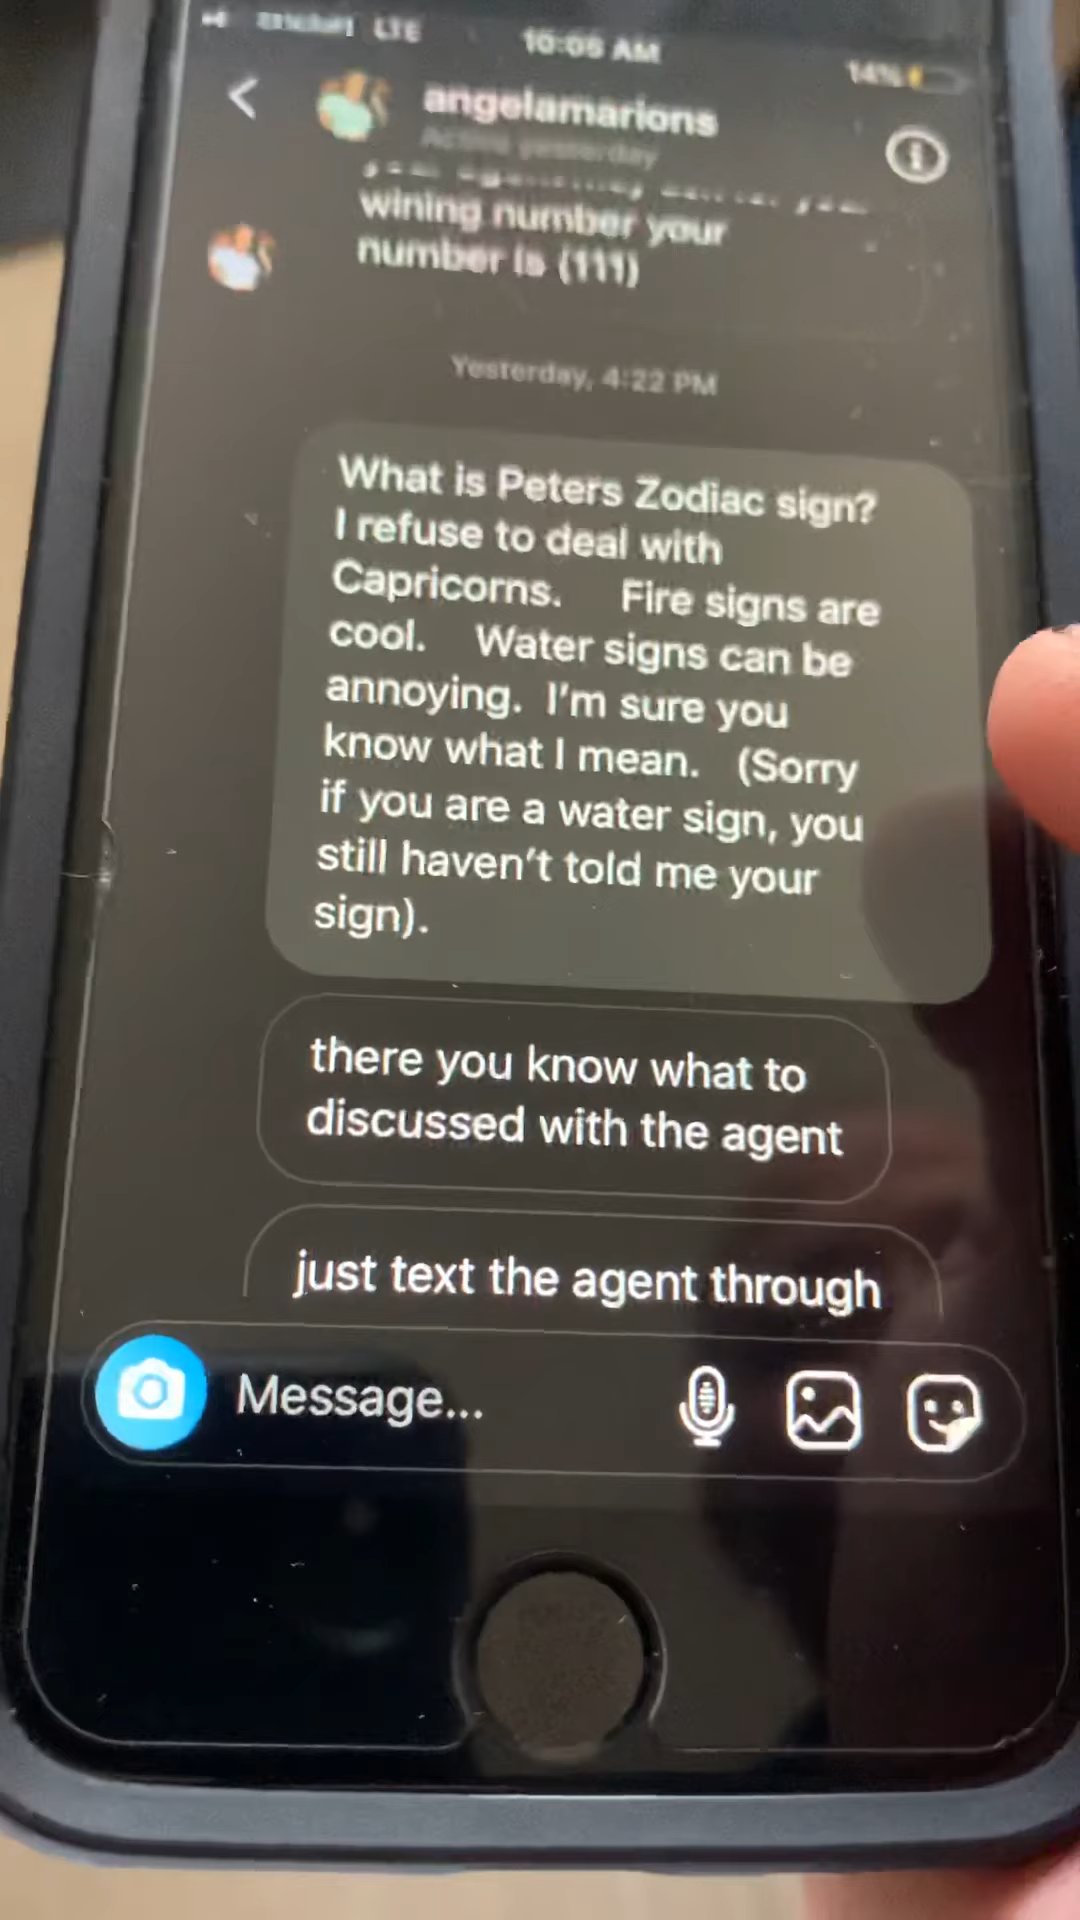 LTE
10:06 AM
14%
angelamarions
Active yesterday
wining number your
number is (111)
Yesterday, 4:22 PM
What is Peters Zodiac sign?
I refuse to deal with
Capricorns. Fire signs are
cool. Water signs can be
annoying. I'm sure you
know what I mean. (Sorry
if you are a water sign, you
still haven't told me your
sign).
there you know what to
discussed with the agent
just text the agent through
Message...